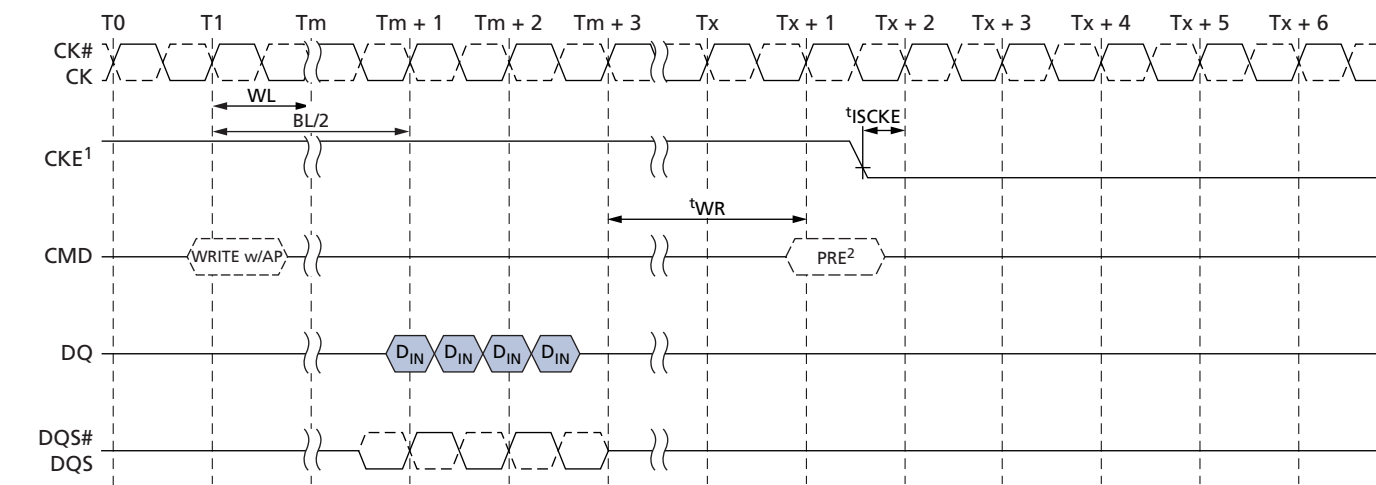 T0 T1 Tm Tm + 1 Tm + 2 Tm + 3 Tx Tx + 1 Tx + 2 Tx + 3 Tx + 4 Tx + 5 Tx + 6
CK#
CK
WL
BL/2
tISCKE
CKE1
tWR
CMD WRITE w/AP PRE2
DQ DIN DIN DIN DIN
DQS#
DQS